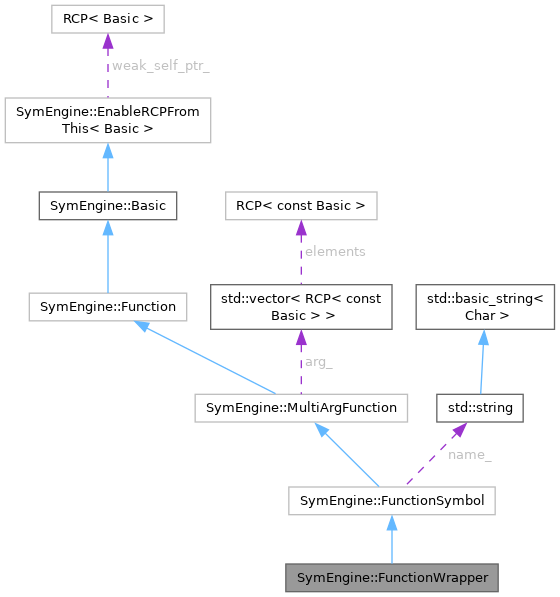 RCP< Basic >
weak_self_ptr_
SymEngine::EnableRCPFrom
This< Basic >
SymEngine::Basic
RCP< const Basic >
elements
SymEngine::Function
std::vector< RCP< const
Basic > >
std::basic_string<
Char >
arg_
SymEngine::MultiArgFunction
std::string
name_
SymEngine::FunctionSymbol
SymEngine::FunctionWrapper